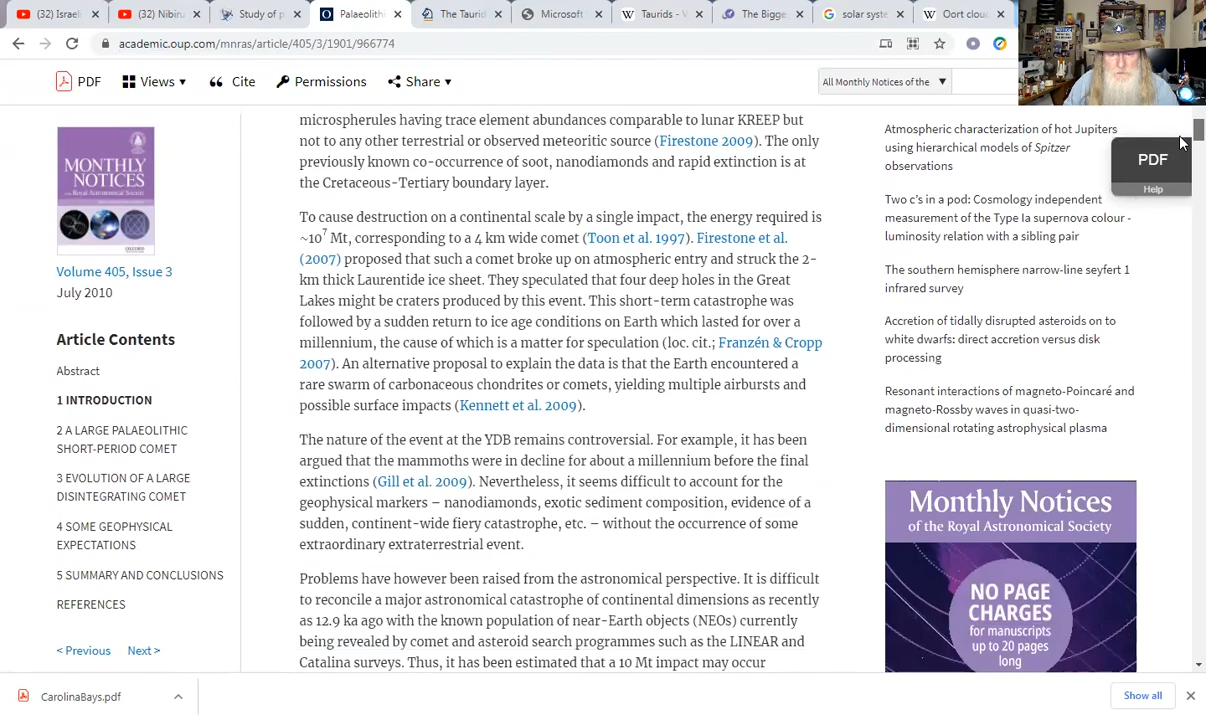 (32) Israeli
(32) Nibiru
Study of p
Palaeolithi
The Taurid
Microsoft
Taurids - W
The Bigge
solar syste
Oort cloud
academic.oup.com/mnras/article/405/3/1901/966774
PDF
Views
Cite
Permissions
Share
All Monthly Notices of the
MONTHLY
NOTICES
Volume 405, Issue 3
July 2010
Article Contents
Abstract
1 INTRODUCTION
2 A LARGE PALAEOLITHIC
SHORT-PERIOD COMET
3 EVOLUTION OF A LARGE
DISINTEGRATING COMET
4 SOME GEOPHYSICAL
EXPECTATIONS
5 SUMMARY AND CONCLUSIONS
REFERENCES
< Previous
Next >
microspherules having trace element abundances comparable to lunar KREEP but
not to any other terrestrial or observed meteoritic source (Firestone 2009). The only
previously known co-occurrence of soot, nanodiamonds and rapid extinction is at
the Cretaceous-Tertiary boundary layer.
To cause destruction on a continental scale by a single impact, the energy required is
~10⁷ Mt, corresponding to a 4 km wide comet (Toon et al. 1997). Firestone et al.
(2007) proposed that such a comet broke up on atmospheric entry and struck the 2-
km thick Laurentide ice sheet. They speculated that four deep holes in the Great
Lakes might be craters produced by this event. This short-term catastrophe was
followed by a sudden return to ice age conditions on Earth which lasted for over a
millennium, the cause of which is a matter for speculation (loc. cit.; Franzén & Cropp
2007). An alternative proposal to explain the data is that the Earth encountered a
rare swarm of carbonaceous chondrites or comets, yielding multiple airbursts and
possible surface impacts (Kennett et al. 2009).
The nature of the event at the YDB remains controversial. For example, it has been
argued that the mammoths were in decline for about a millennium before the final
extinctions (Gill et al. 2009). Nevertheless, it seems difficult to account for the
geophysical markers – nanodiamonds, exotic sediment composition, evidence of a
sudden, continent-wide fiery catastrophe, etc. – without the occurrence of some
extraordinary extraterrestrial event.
Problems have however been raised from the astronomical perspective. It is difficult
to reconcile a major astronomical catastrophe of continental dimensions as recently
as 12.9 ka ago with the known population of near-Earth objects (NEOs) currently
being revealed by comet and asteroid search programmes such as the LINEAR and
Catalina surveys. Thus, it has been estimated that a 10 Mt impact may occur
Atmospheric characterization of hot Jupiters
using hierarchical models of Spitzer
observations
PDF
Help
Two c's in a pod: Cosmology independent
measurement of the Type Ia supernova colour -
luminosity relation with a sibling pair
The southern hemisphere narrow-line seyfert 1
infrared survey
Accretion of tidally disrupted asteroids on to
white dwarfs: direct accretion versus disk
processing
Resonant interactions of magneto-Poincaré and
magneto-Rossby waves in quasi-two-
dimensional rotating astrophysical plasma
Monthly Notices
of the Royal Astronomical Society
NO PAGE
CHARGES
for manuscripts
up to 20 pages
long
CarolinaBays.pdf
Show all